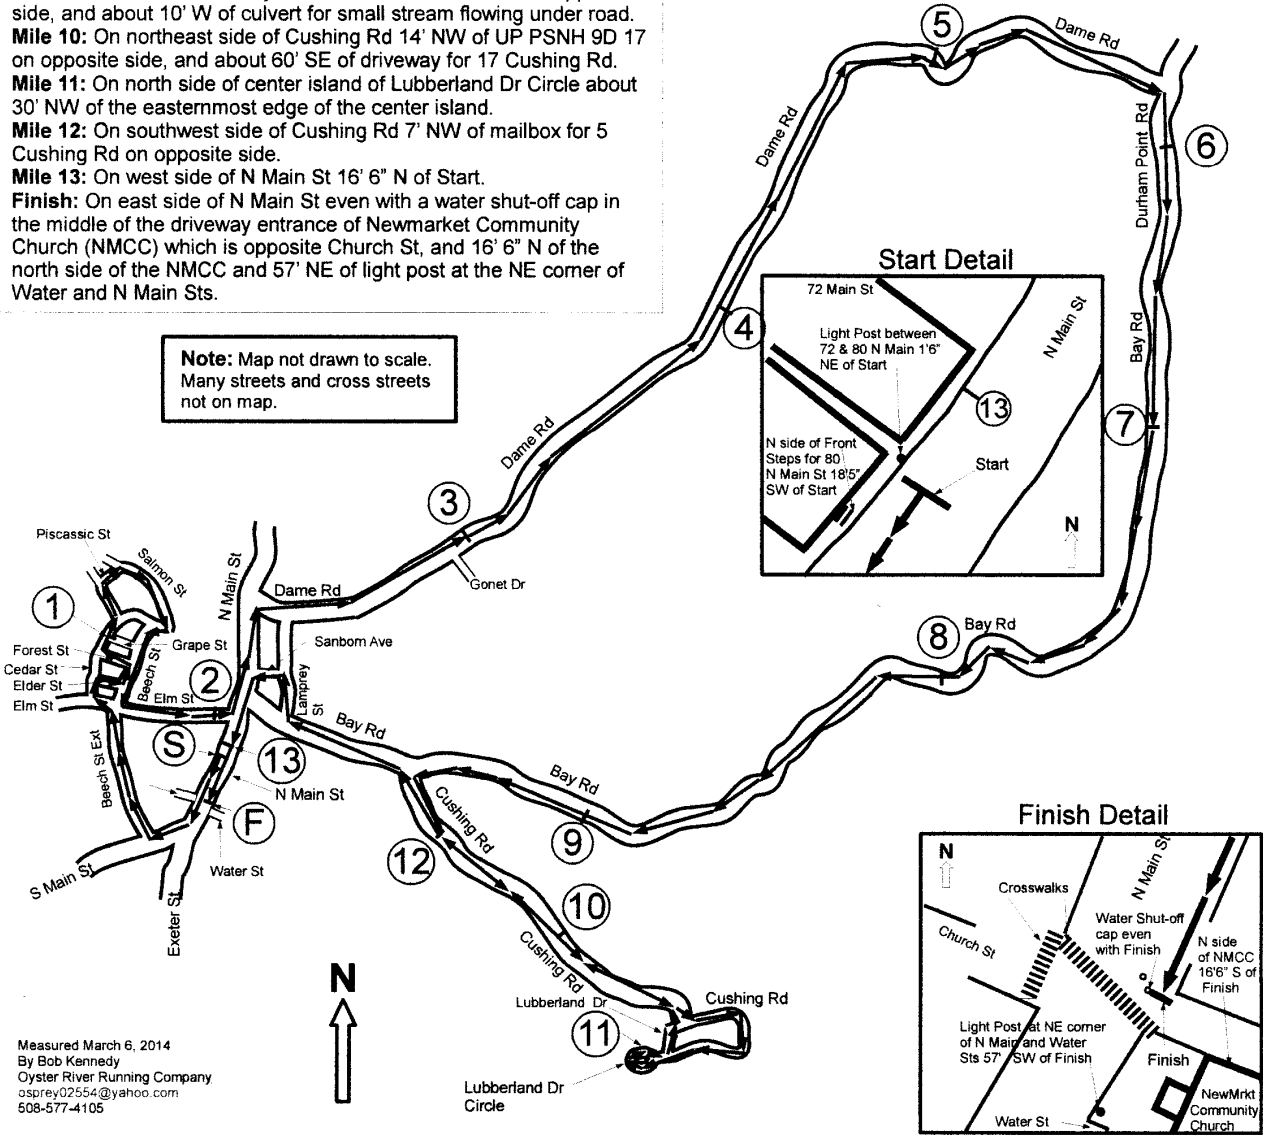 side, and about 10' W of culvert for small stream flowing under road.
Mile 10: On northeast side of Cushing Rd 14' NW of UP PSNH 9D 17
on opposite side, and about 60' SE of driveway for 17 Cushing Rd.
Mile 11: On north side of center island of Lubberland Dr Circle about
30' NW of the easternmost edge of the center island.
Mile 12: On southwest side of Cushing Rd 7' NW of mailbox for 5
Cushing Rd on opposite side.
Mile 13: On west side of N Main St 16' 6" N of Start.
Finish: On east side of N Main St even with a water shut-off cap in
the middle of the driveway entrance of Newmarket Community
Church (NMCC) which is opposite Church St, and 16' 6" N of the
north side of the NMCC and 57' NE of light post at the NE corner of
Water and N Main Sts.
Note: Map not drawn to scale.
Many streets and cross streets
not on map.
5
Dame Rd
Dame Rd
Durham Point Rd
6
4
Bay Rd
7
Start Detail
72 Main St
N Main St
Light Post between
72 & 80 N Main 1'6"
NE of Start
13
N side of Front
Steps for 80
N Main St 18'5"
SW of Start
Start
N
Dame Rd
3
Gonet Dr
Piscassic St
Salmon St
N Main St
Dame Rd
1
Grape St
Sanborn Ave
Forest St
Cedar St
Elder St
Elm St
Beech St
2
Elm St
Lamprey
St
8
Bay Rd
Bay Rd
S
13
Beech St Ext
N Main St
F
Bay Rd
9
Cushing Rd
12
Water St
S Main St
Exeter St
10
Cushing Rd
Lubberland Dr
Cushing Rd
11
Lubberland Dr
Circle
N
Finish Detail
N
N Main St
Crosswalks
Church St
Water Shut-off
cap even
with Finish
N side
of NMCC
16'6" S of
Finish
Light Post at NE corner
of N Main and Water
Sts 57' SW of Finish
Finish
NewMrkt
Community
Church
Water St
Measured March 6, 2014
By Bob Kennedy
Oyster River Running Company
osprey02554@yahoo.com
508-577-4105